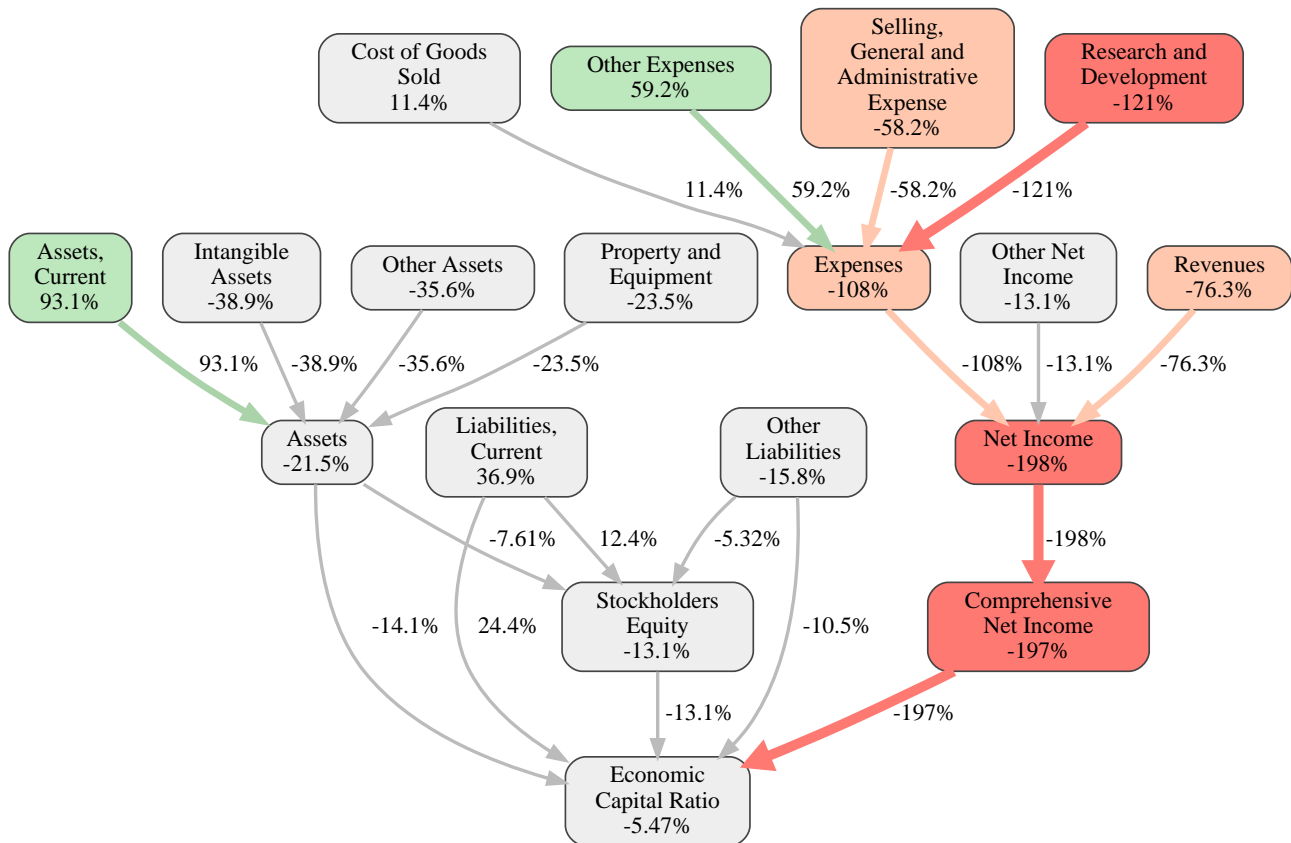 Cost of Goods
Sold
11.4%
Other Expenses
59.2%
Selling,
General and
Administrative
Expense
-58.2%
Research and
Development
-121%
11.4%
59.2%
-58.2%
-121%
Assets,
Current
93.1%
Intangible
Assets
-38.9%
Other Assets
-35.6%
Property and
Equipment
-23.5%
Expenses
-108%
Other Net
Income
-13.1%
Revenues
-76.3%
93.1%
-38.9%
-35.6%
-23.5%
-108%
-13.1%
-76.3%
Assets
-21.5%
Liabilities,
Current
36.9%
Other
Liabilities
-15.8%
Net Income
-198%
-7.61%
12.4%
-5.32%
-198%
Stockholders
Equity
-13.1%
Comprehensive
Net Income
-197%
-14.1%
24.4%
-10.5%
-13.1%
-197%
Economic
Capital Ratio
-5.47%